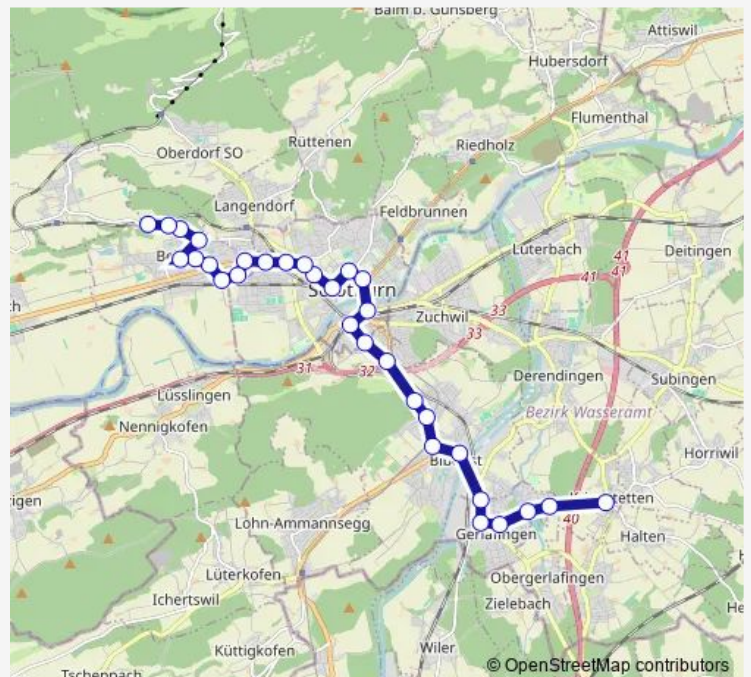 Balm b. Günsberg
Attiswil
Hubersdorf
Flumenthal
Rüttenen
Riedholz
Oberdorf SO
Langendorf
Feldbrunnen
Luterbach
Deitingen
41
41
41
33
Zuchwil
33
31
32
Derendingen
Subingen
Lüsslingen
Bezirk Wasseramt
Nennigkofen
Horriwil
Biberist
Lohn-Ammannsegg
40
Gerlafingen
Halten
Lüterkofen
Obergerlafingen
Ichertswil
Zielebach
Küttigkofen
Wiler
© OpenStreetMap contributors